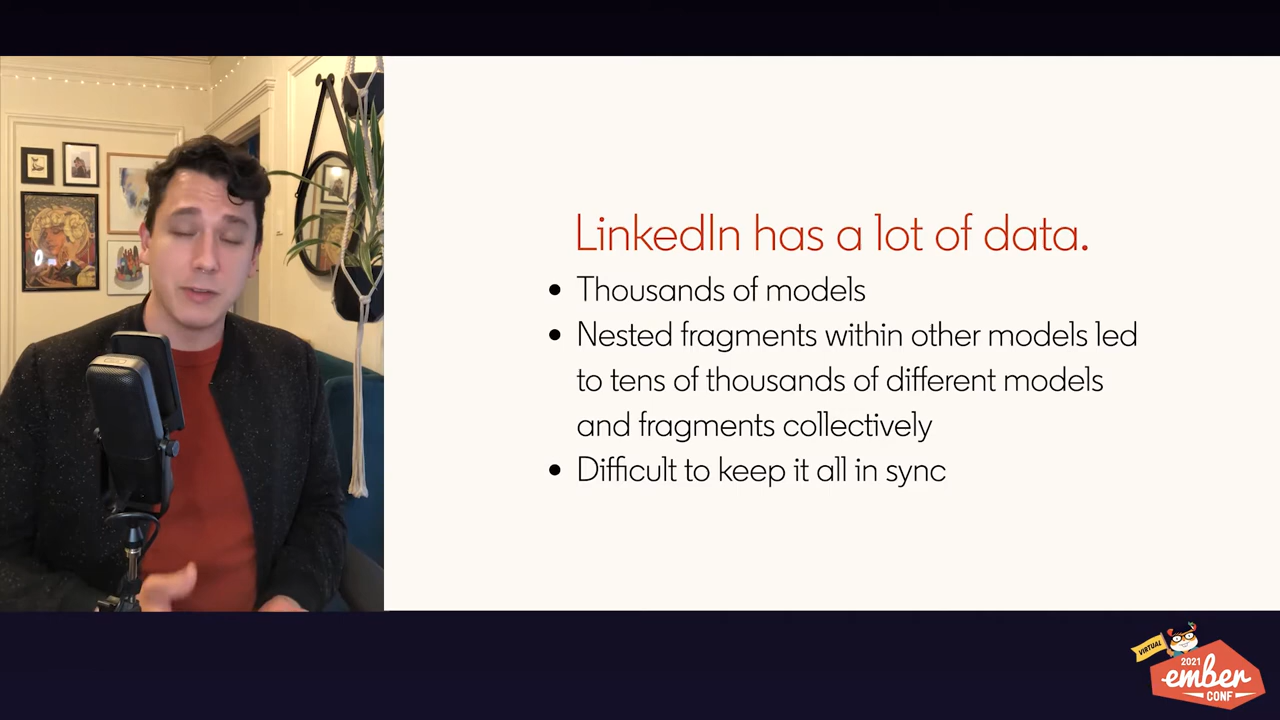 LinkedIn has a lot of data.
• Thousands of models
• Nested fragments within other models led
to tens of thousands of different models
and fragments collectively
• Difficult to keep it all in sync
VIRTUAL
2021
ember
CONF